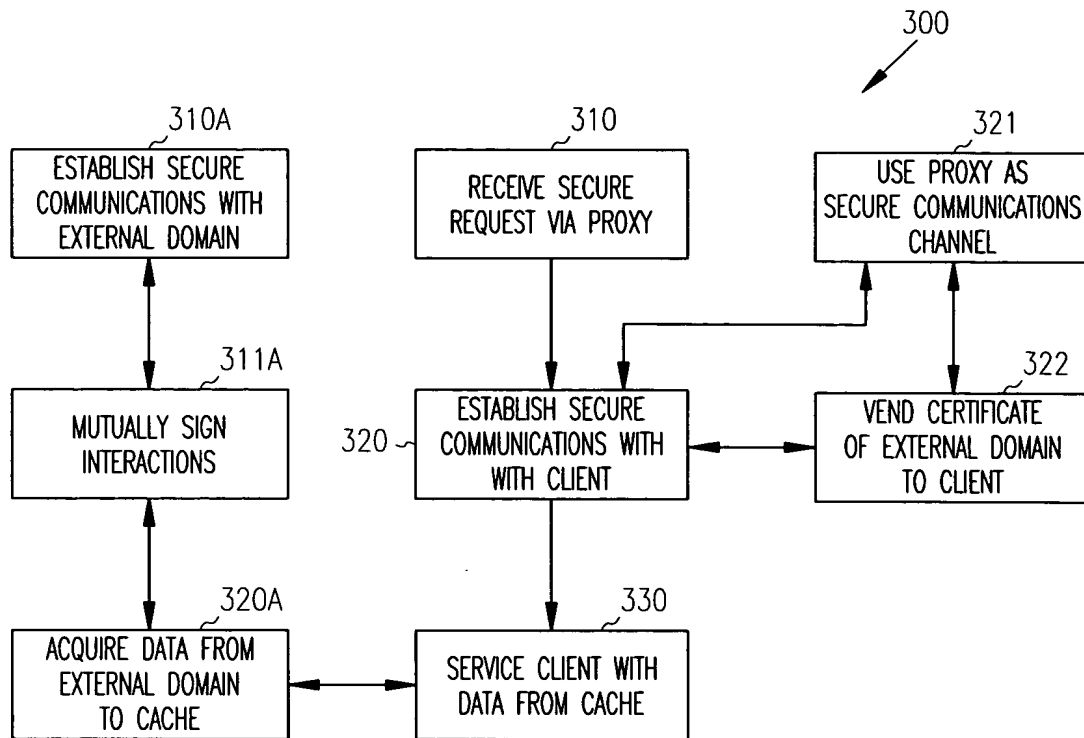 300
310A
ESTABLISH SECURE
COMMUNICATIONS WITH
EXTERNAL DOMAIN
310
RECEIVE SECURE
REQUEST VIA PROXY
321
USE PROXY AS
SECURE COMMUNICATIONS
CHANNEL
311A
MUTUALLY SIGN
INTERACTIONS
320
ESTABLISH SECURE
COMMUNICATIONS WITH
WITH CLIENT
322
VEND CERTIFICATE
OF EXTERNAL DOMAIN
TO CLIENT
320A
ACQUIRE DATA FROM
EXTERNAL DOMAIN
TO CACHE
330
SERVICE CLIENT WITH
DATA FROM CACHE